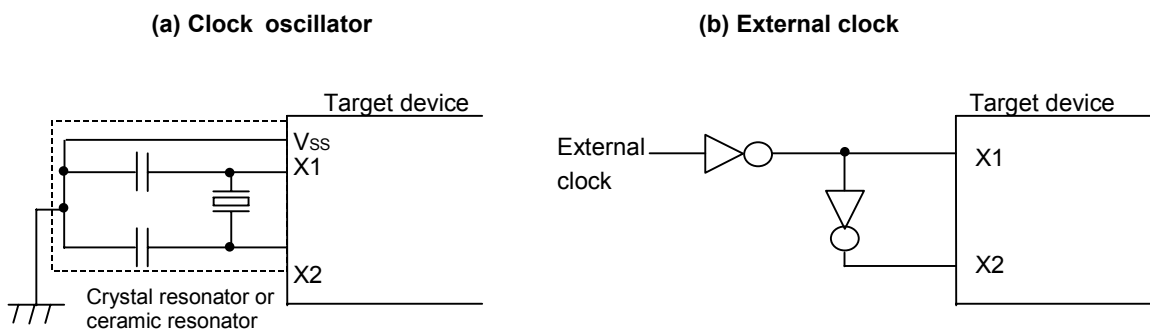 (a) Clock oscillator
(b) External clock
Target device
VSS
X1
X2
Crystal resonator or
ceramic resonator
Target device
External
clock
X1
X2